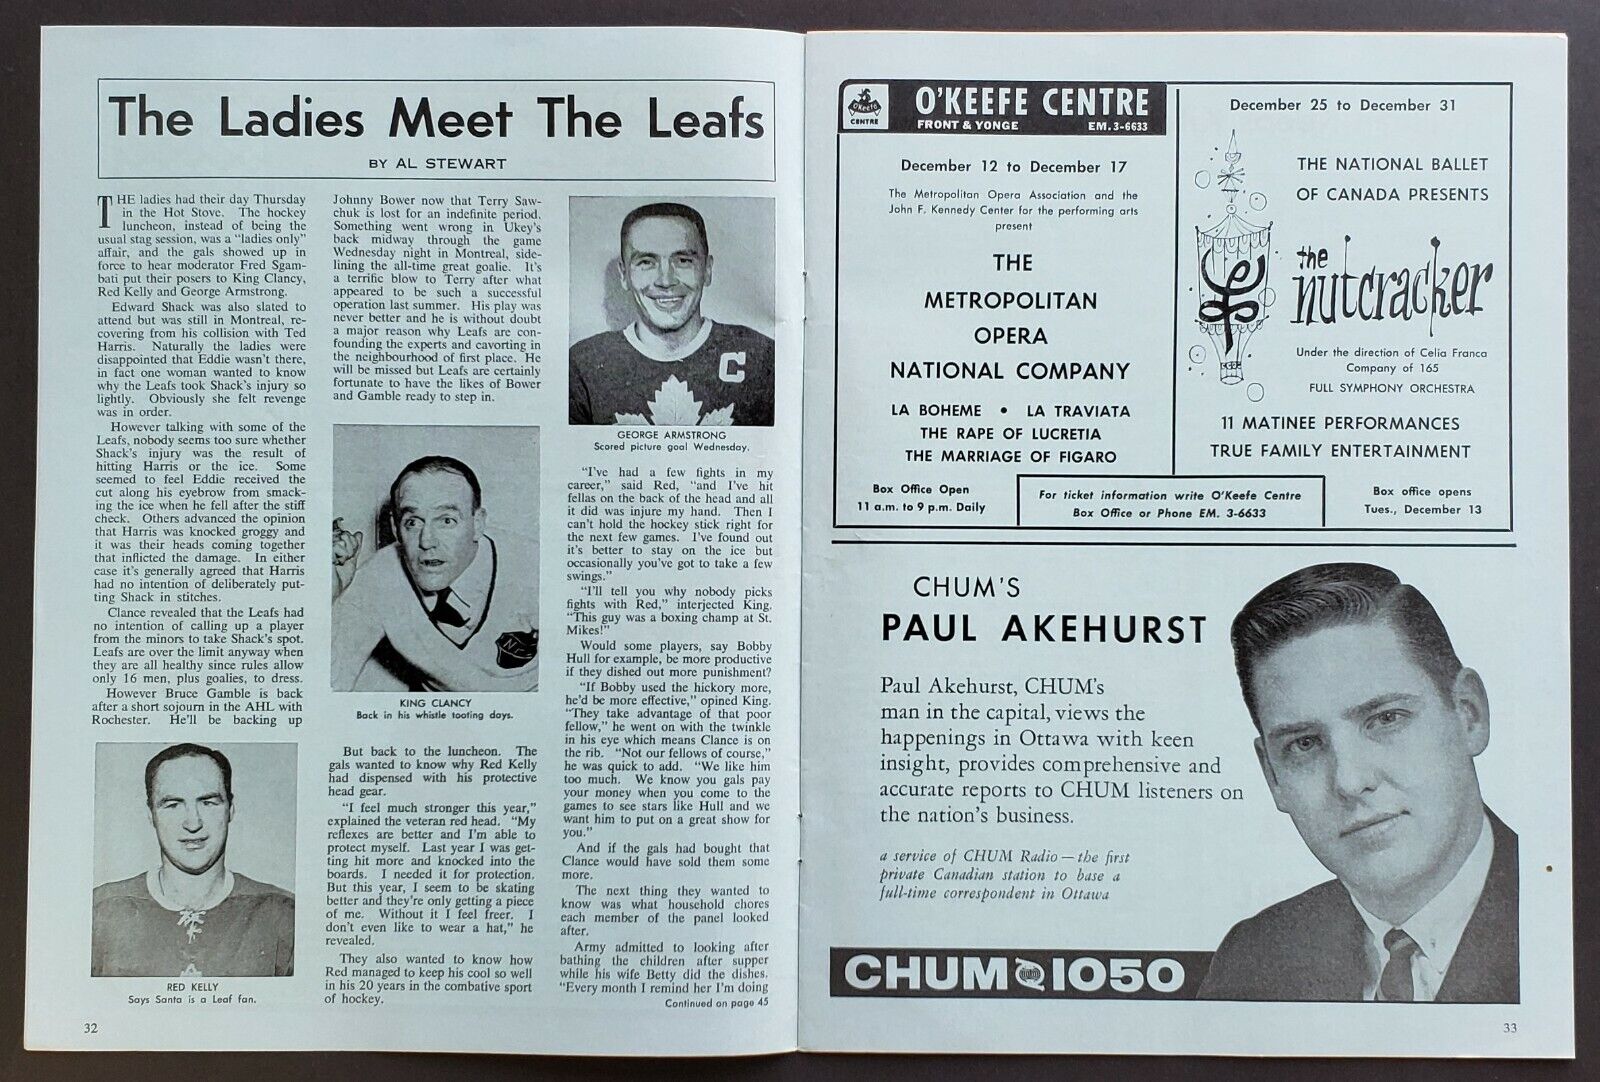 The Ladies Meet The Leafs
BY AL STEWART
THE ladies had their day Thursday
in the Hot Stove. The hockey
luncheon, instead of being the
usual stag session, was a "ladies only"
affair, and the gals showed up in
force to hear moderator Fred Sgam-
bati put their posers to King Clancy,
Red Kelly and George Armstrong.
Edward Shack was also slated to
attend but was still in Montreal, re-
covering from his collision with Ted
Harris. Naturally the ladies were
disappointed that Eddie wasn't there,
in fact one woman wanted to know
why the Leafs took Shack's injury so
lightly. Obviously she felt revenge
was in order.
However talking with some of the
Leafs, nobody seems too sure whether
Shack's injury was the result of
hitting Harris or the ice. Some
seemed to feel Eddie received the
cut along his eyebrow from smack-
ing the ice when he fell after the stiff
check. Others advanced the opinion
that Harris was knocked groggy and
it was their heads coming together
that inflicted the damage. In either
case it's generally agreed that Harris
had no intention of deliberately put-
ting Shack in stitches.
Clance revealed that the Leafs had
no intention of calling up a player
from the minors to take Shack's spot.
Leafs are over the limit anyway when
they are all healthy since rules allow
only 16 men, plus goalies, to dress.
However Bruce Gamble is back
after a short sojourn in the AHL with
Rochester. He'll be backing up
RED KELLY
Says Santa is a Leaf fan.
32
Johnny Bower now that Terry Saw-
chuk is lost for an indefinite period.
Something went wrong in Ukey's
back midway through the game
Wednesday night in Montreal, side-
lining the all-time great goalie. It's
a terrific blow to Terry after what
appeared to be such a successful
operation last summer. His play was
never better and he is without doubt
a major reason why Leafs are con-
founding the experts and cavorting in
the neighbourhood of first place. He
will be missed but Leafs are certainly
fortunate to have the likes of Bower
and Gamble ready to step in.
KING CLANCY
Back in his whistle tooting days.
But back to the luncheon. The
gals wanted to know why Red Kelly
had dispensed with his protective
head gear.
"I feel much stronger this year,"
explained the veteran red head. "My
reflexes are better and I'm able to
protect myself. Last year I was get-
ting hit more and knocked into the
boards. I needed it for protection.
But this year, I seem to be skating
better and they're only getting a piece
of me. Without it I feel freer. I
don't even like to wear a hat," he
revealed.
They also wanted to know how
Red managed to keep his cool so well
in his 20 years in the combative sport
of hockey.
C
GEORGE ARMSTRONG
Scored picture goal Wednesday.
"I've had a few fights in my
career," said Red, "and I've hit
fellas on the back of the head and all
it did was injure my hand. Then I
can't hold the hockey stick right for
the next few games. I've found out
it's better to stay on the ice but
occasionally you've got to take a few
swings."
"I'll tell you why nobody picks
fights with Red," interjected King.
"This guy was a boxing champ at St.
Mikes!"
Would some players, say Bobby
Hull for example, be more productive
if they dished out more punishment?
"If Bobby used the hickory more,
he'd be more effective," opined King.
"They take advantage of that poor
fellow," he went on with the twinkle
in his eye which means Clance is on
the rib. "Not our fellows of course,"
he was quick to add. "We like him
too much. We know you gals pay
your money when you come to the
games to see stars like Hull and we
want him to put on a great show for
you."
And if the gals had bought that
Clance would have sold them some
more.
The next thing they wanted to
know was what household chores
each member of the panel looked
after.
Army admitted to looking after
bathing the children after supper
while his wife Betty did the dishes.
"Every month I remind her I'm doing
Continued on page 45
O'Keefe
CENTRE
O'KEEFE CENTRE
FRONT & YONGE EM. 3-6633
December 12 to December 17
The Metropolitan Opera Association and the
John F. Kennedy Center for the performing arts
present
THE
METROPOLITAN
OPERA
NATIONAL COMPANY
LA BOHEME • LA TRAVIATA
THE RAPE OF LUCRETIA
THE MARRIAGE OF FIGARO
Box Office Open
11 a.m. to 9 p.m. Daily
December 25 to December 31
THE NATIONAL BALLET
OF CANADA PRESENTS
the
nutcracker
Under the direction of Celia Franca
Company of 165
FULL SYMPHONY ORCHESTRA
11 MATINEE PERFORMANCES
TRUE FAMILY ENTERTAINMENT
For ticket information write O'Keefe Centre
Box Office or Phone EM. 3-6633
Box office opens
Tues., December 13
CHUM'S
PAUL AKEHURST
Paul Akehurst, CHUM's
man in the capital, views the
happenings in Ottawa with keen
insight, provides comprehensive and
accurate reports to CHUM listeners on
the nation's business.
a service of CHUM Radio — the first
private Canadian station to base a
full-time correspondent in Ottawa
CHUM 1050
33